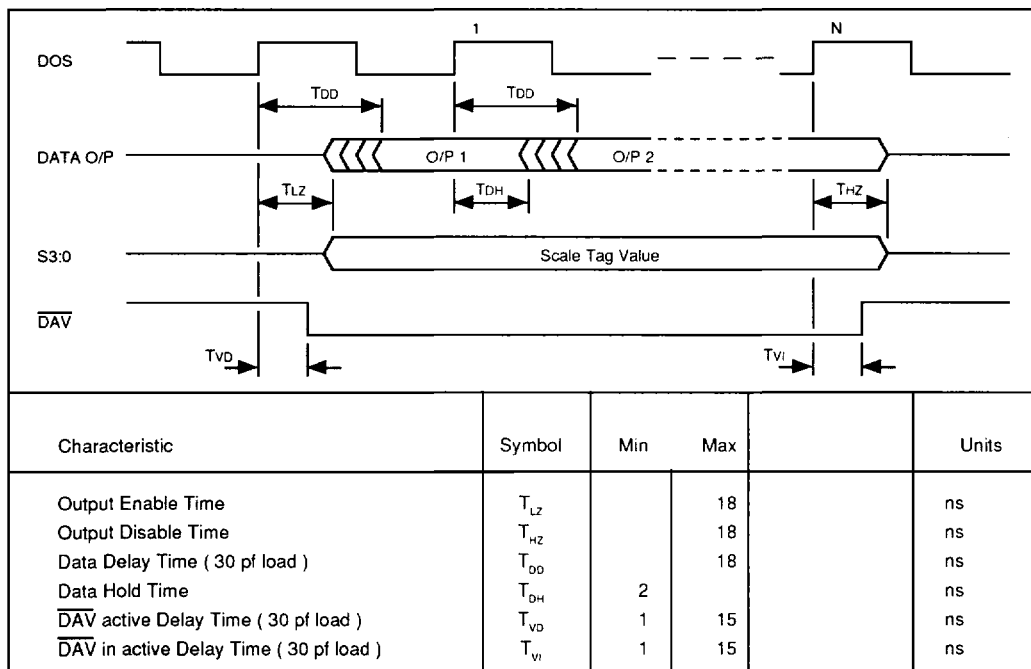 1 N
DOS
TDD TDD
DATA O/P O/P 1 O/P 2
TLZ TDH THZ
S3:0 Scale Tag Value
DAV
TVD TVI
Characteristic Symbol Min Max Units
Output Enable Time TLZ 18 ns
Output Disable Time THZ 18 ns
Data Delay Time ( 30 pf load ) TDD 18 ns
Data Hold Time TDH 2 ns
DAV active Delay Time ( 30 pf load ) TVD 1 15 ns
DAV in active Delay Time ( 30 pf load ) TVI 1 15 ns